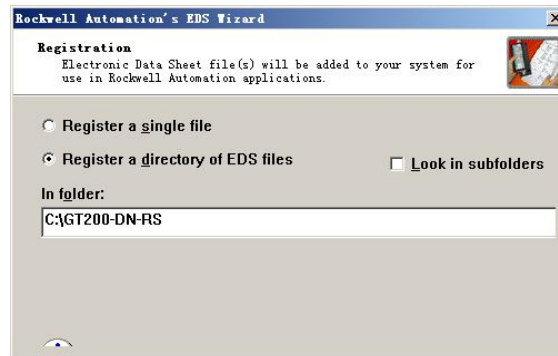 Rockwell Automation's EDS Wizard
Registration
Electronic Data Sheet file(s) will be added to your system for
use in Rockwell Automation applications.
Register a single file
Register a directory of EDS files
Look in subfolders
In folder:
C:\GT200-DN-RS